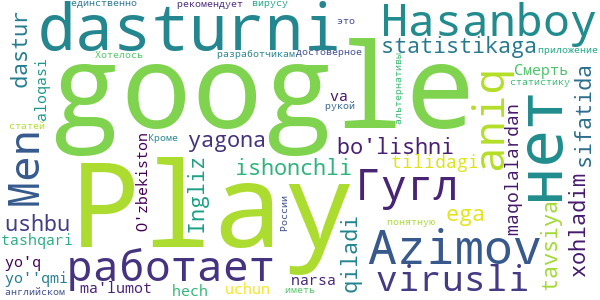 единственно рекомендует вирусу это
dasturni Hasanboy
dastur aloqasi Хотелось разработчикам достоверное statistikaga приложение
google альтернативы Смерть статистику
рукой va aniq нет
статей Кроме yagona bo'lishni sifatida
Men O'zbekiston Ingliz ishonchli tilidagi maqolalardan xohladim
Play Гугл
ushbu России qiladi понятную ega tavsiya
tashqari Azimov
yo'q работает virusli
yo''qmi narsa
английском ma'lumot hech uchun иметь